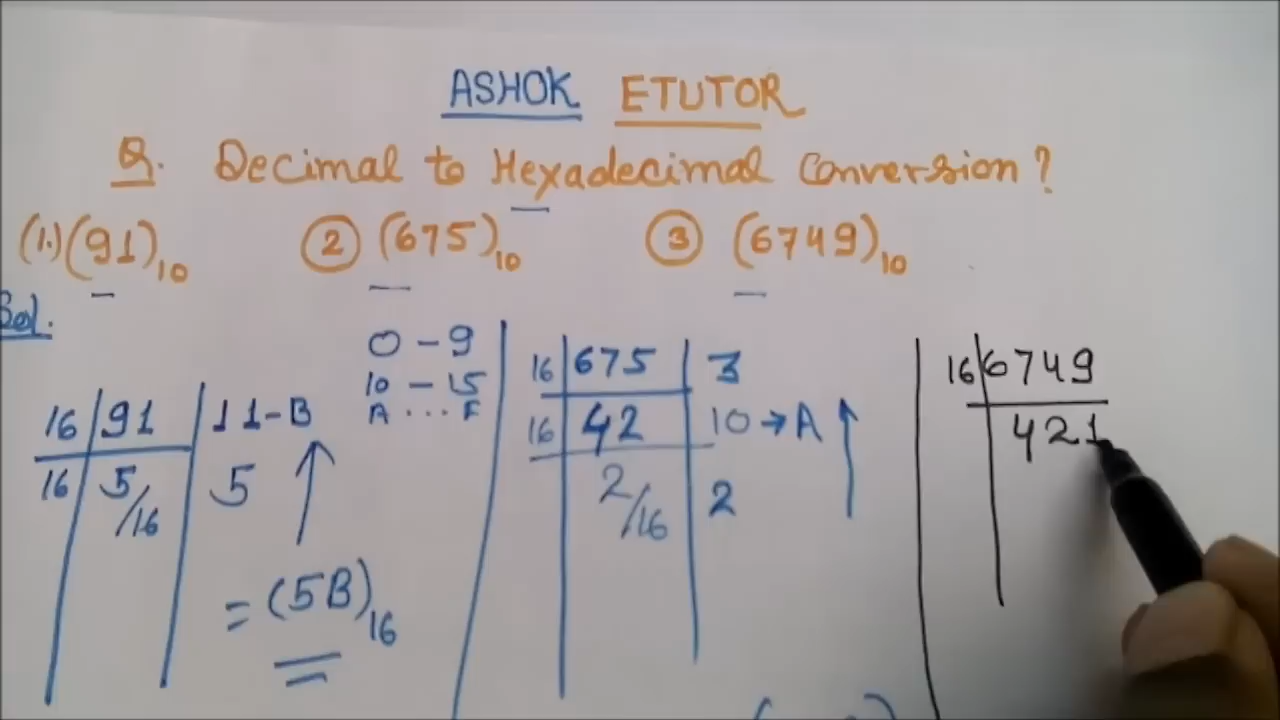 ASHOK ETUTOR
Q. Decimal to Hexadecimal Conversion?
(1.) (91)10 ② (675)10 ③ (6749)10
Sol.
16 91 11-B
16 5/16 5
= (5B)16
0 - 9
10 - 15
A ... F
16 675 3
16 42 10→A
2/16 2
16 6749
421